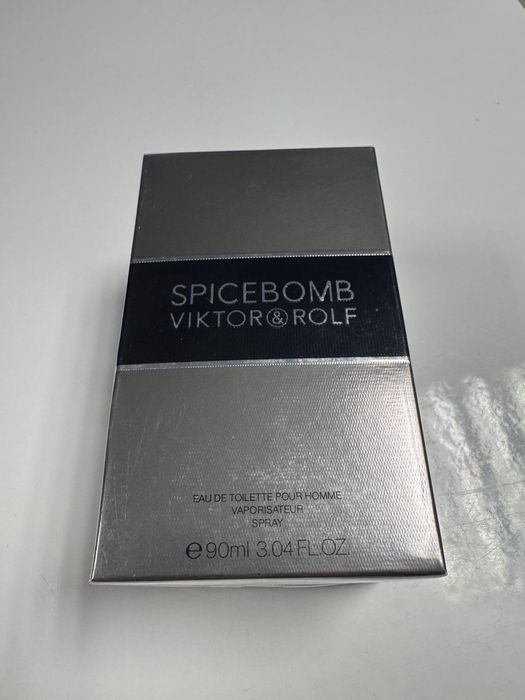 SPICEBOMB
VIKTOR&ROLF
EAU DE TOILETTE POUR HOMME
VAPORISATEUR
SPRAY
℮90ml 3.04 FL.OZ.